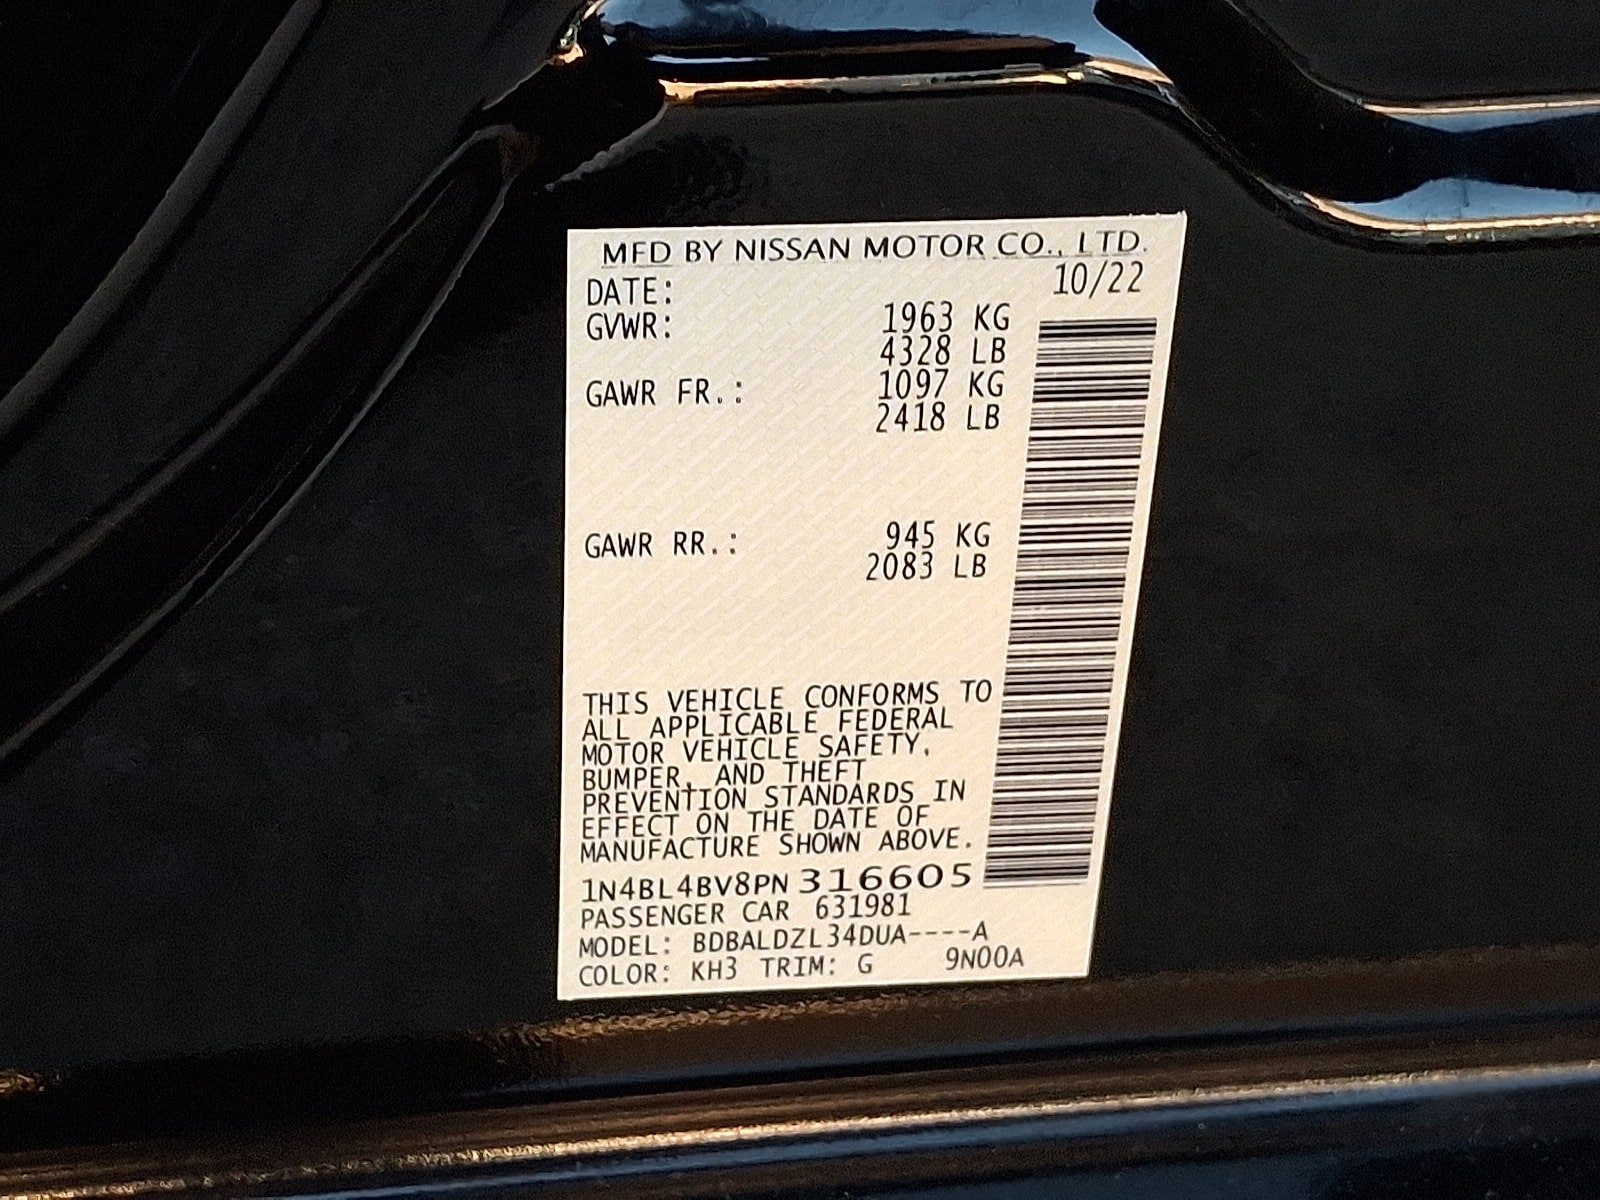 MFD BY NISSAN MOTOR CO., LTD.
DATE: 10/22
GVWR: 1963 KG
4328 LB
GAWR FR.: 1097 KG
2418 LB
GAWR RR.: 945 KG
2083 LB
THIS VEHICLE CONFORMS TO
ALL APPLICABLE FEDERAL
MOTOR VEHICLE SAFETY,
BUMPER, AND THEFT
PREVENTION STANDARDS IN
EFFECT ON THE DATE OF
MANUFACTURE SHOWN ABOVE.
1N4BL4BV8PN316605
PASSENGER CAR 631981
MODEL: BDBALDZL34DUA----A
COLOR: KH3 TRIM: G 9N00A